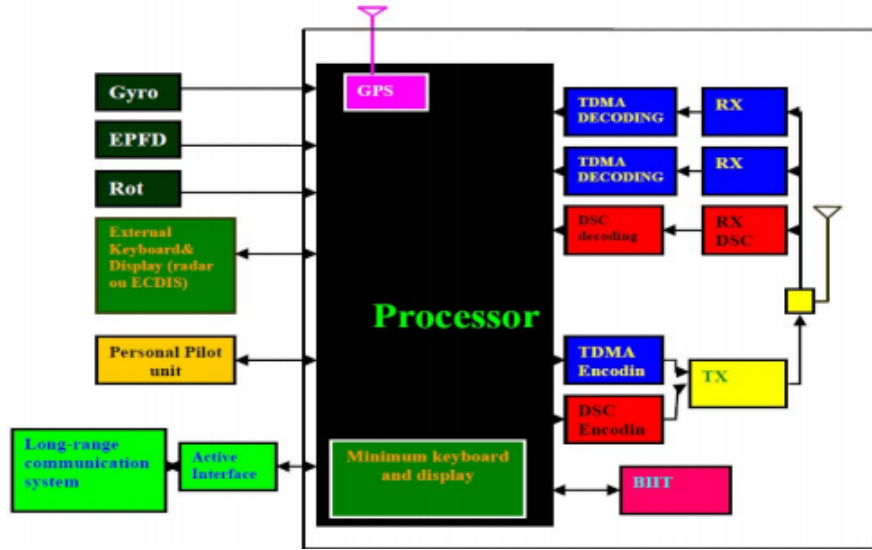 GPS
Gyro
EPFD
Rot
External
Keyboard&
Display (radar
ou ECDIS)
Personal Pilot
unit
Long-range
communication
system
Active
Interface
Processor
Minimum keyboard
and display
TDMA
DECODING
RX
TDMA
DECODING
RX
DSC
decoding
RX
DSC
TDMA
Encodin
DSC
Encodin
TX
BIIT